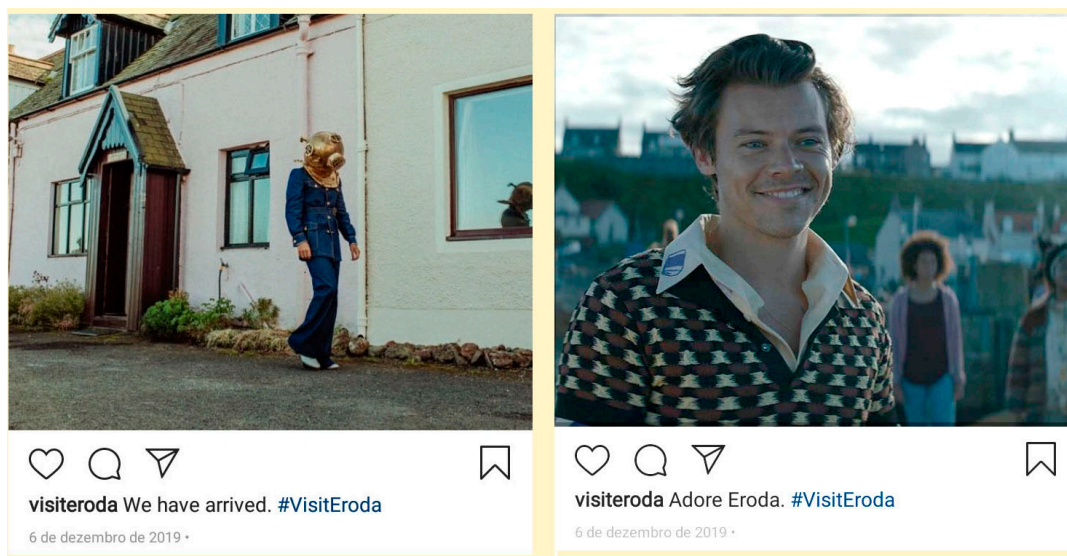 visiteroda We have arrived. #VisitEroda
6 de dezembro de 2019 •
visiteroda Adore Eroda. #VisitEroda
6 de dezembro de 2019 •